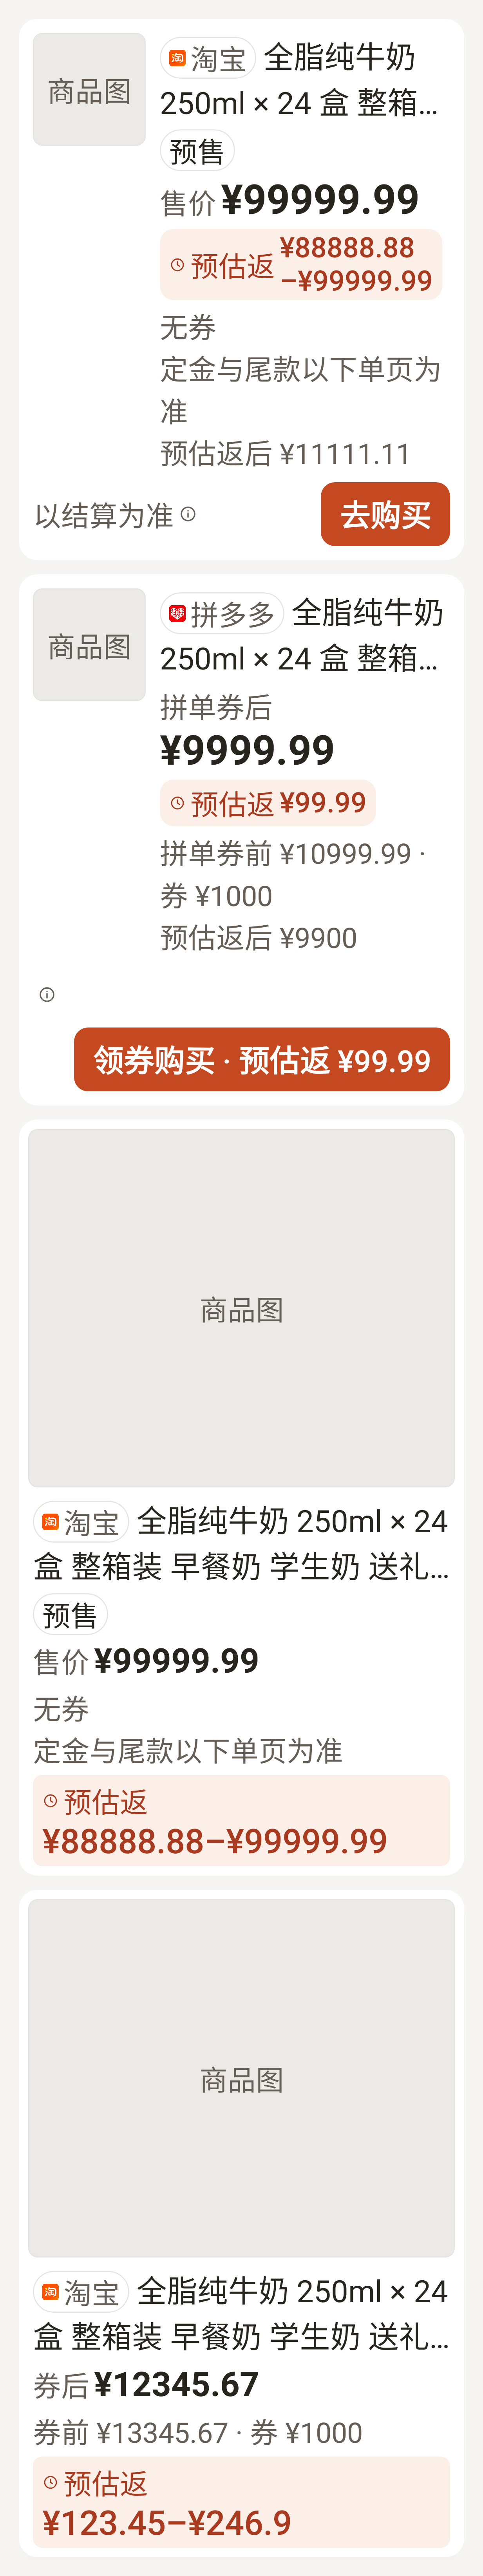 商品图
淘 淘宝 全脂纯牛奶
250ml × 24 盒 整箱...
预售
售价 ¥99999.99
预估返 ¥88888.88
–¥99999.99
无券
定金与尾款以下单页为
准
预估返后 ¥11111.11
以结算为准
去购买
商品图
拼多多 全脂纯牛奶
250ml × 24 盒 整箱...
拼单券后
¥9999.99
预估返 ¥99.99
拼单券前 ¥10999.99 ·
券 ¥1000
预估返后 ¥9900
领券购买 · 预估返 ¥99.99
商品图
淘 淘宝 全脂纯牛奶 250ml × 24
盒 整箱装 早餐奶 学生奶 送礼...
预售
售价 ¥99999.99
无券
定金与尾款以下单页为准
预估返
¥88888.88–¥99999.99
商品图
淘 淘宝 全脂纯牛奶 250ml × 24
盒 整箱装 早餐奶 学生奶 送礼...
券后 ¥12345.67
券前 ¥13345.67 · 券 ¥1000
预估返
¥123.45–¥246.9